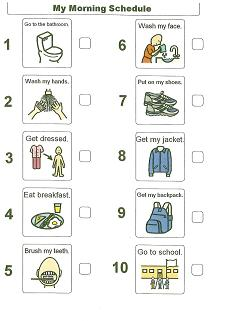 My Morning Schedule
1
Go to the bathroom.
2
Wash my hands.
3
Get dressed.
4
Eat breakfast.
5
Brush my teeth.
6
Wash my face.
7
Put on my shoes.
8
Get my jacket.
9
Get my backpack.
10
Go to school.